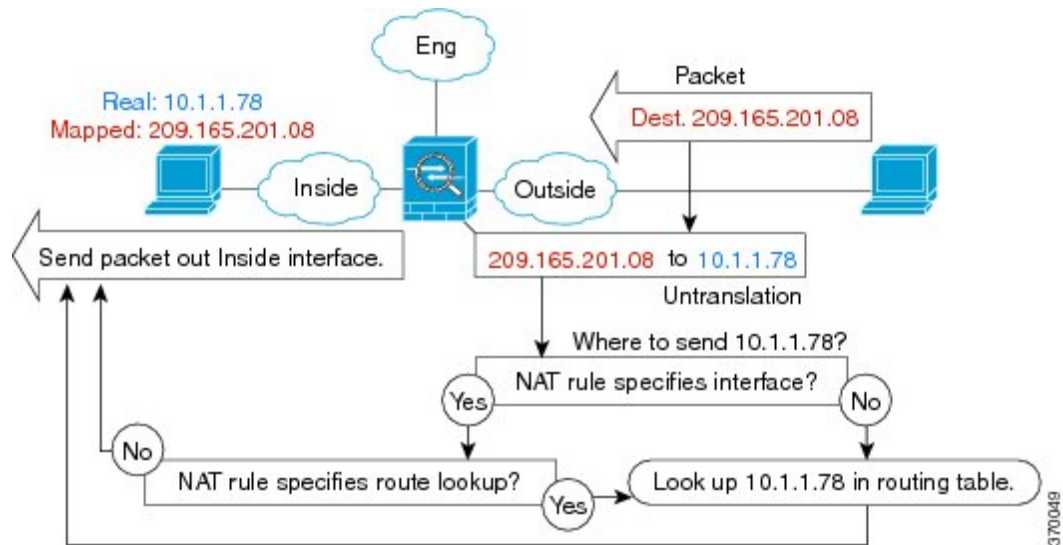 Eng
Packet
Real: 10.1.1.78
Mapped: 209.165.201.08
Dest. 209.165.201.08
Inside
Outside
Send packet out Inside interface.
209.165.201.08 to 10.1.1.78
Untranslation
Where to send 10.1.1.78?
NAT rule specifies interface?
Yes
No
No
NAT rule specifies route lookup?
Yes
Look up 10.1.1.78 in routing table.
370049